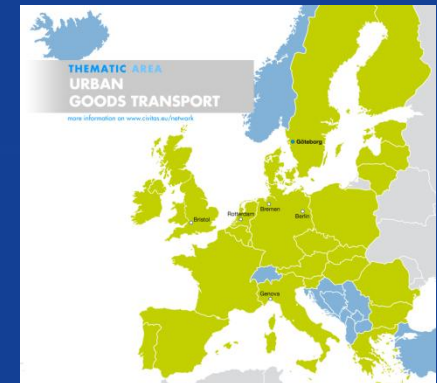 THEMATIC AREA
URBAN
GOODS TRANSPORT
more information on www.civitas.eu/network
Göteborg
Bremen
Rotterdam
Berlin
Bristol
Genova